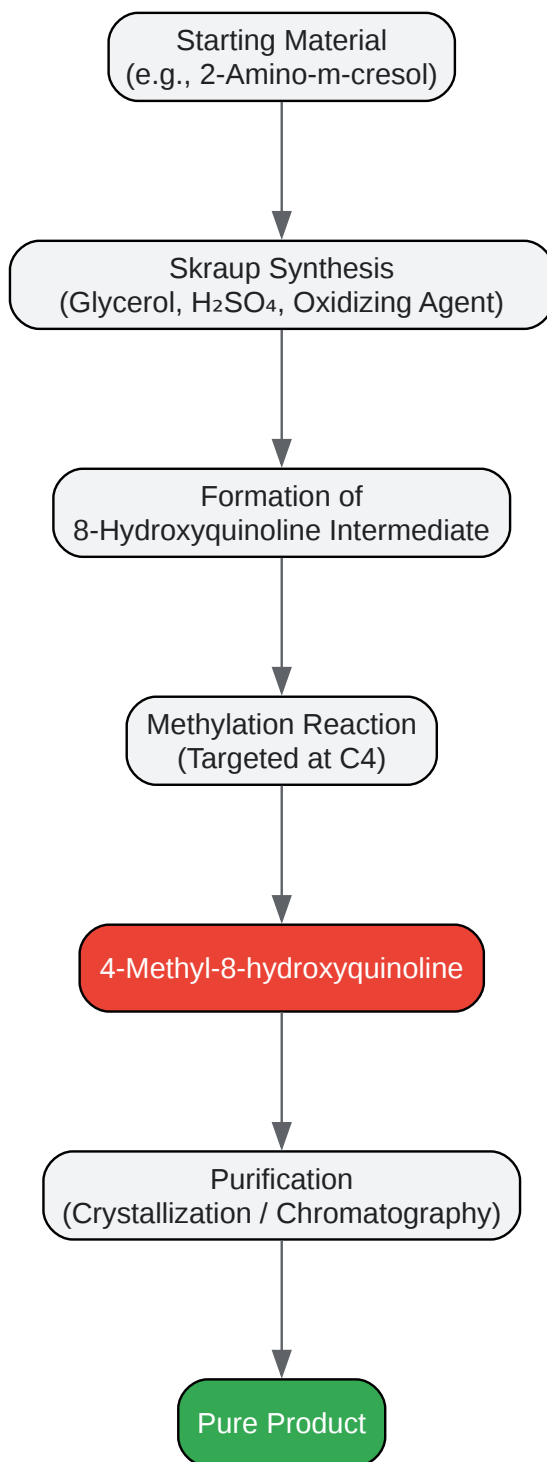 Starting Material
(e.g., 2-Amino-m-cresol)
Skraup Synthesis
(Glycerol, H₂SO₄, Oxidizing Agent)
Formation of
8-Hydroxyquinoline Intermediate
Methylation Reaction
(Targeted at C4)
4-Methyl-8-hydroxyquinoline
Purification
(Crystallization / Chromatography)
Pure Product